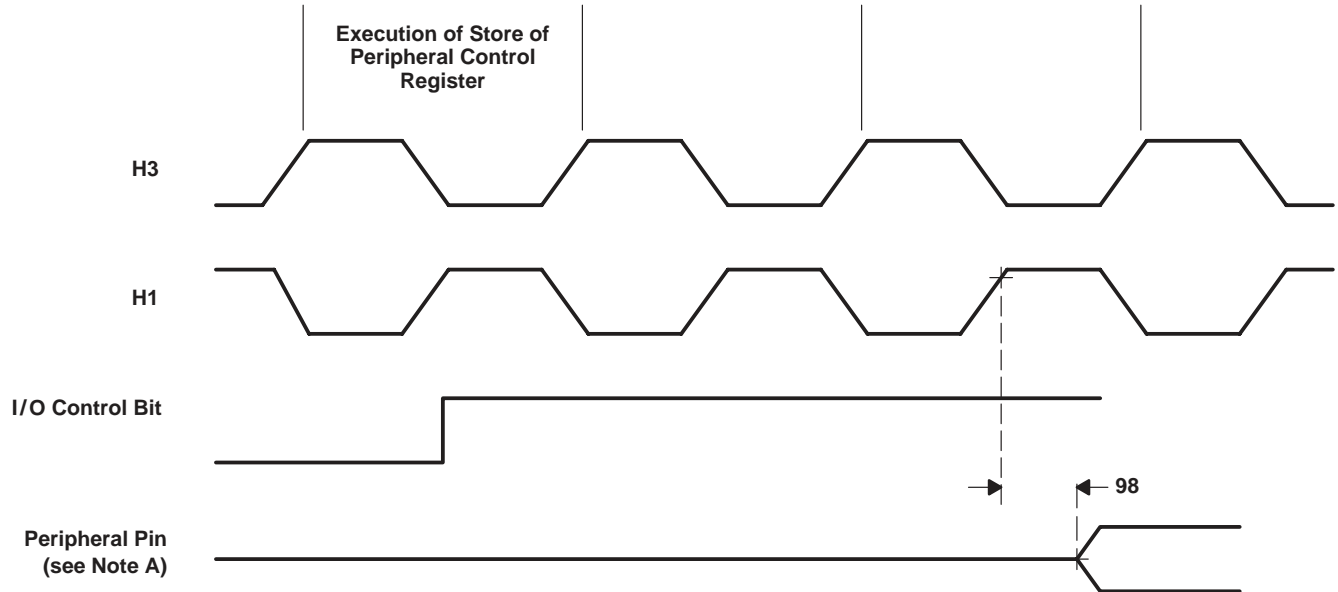 Execution of Store of
Peripheral Control
Register
H3
H1
I/O Control Bit
98
Peripheral Pin
(see Note A)